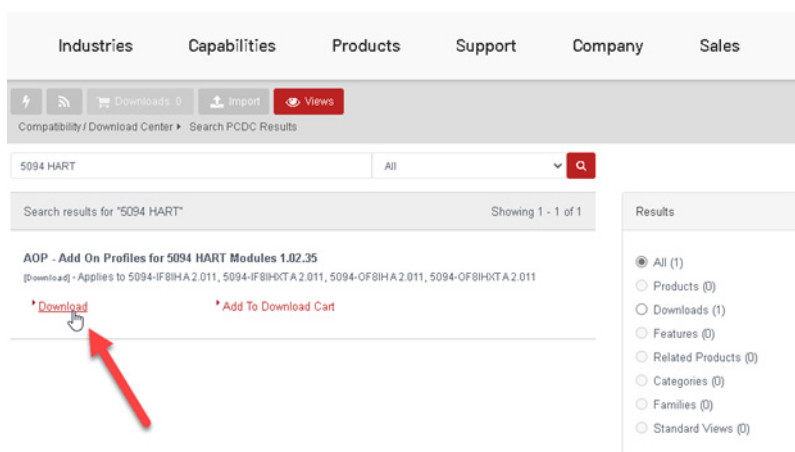 Industries Capabilities Products Support Company Sales
Downloads 0 Import Views
Compatibility / Download Center Search PCDC Results
5094 HART All
Search results for "5094 HART" Showing 1 - 1 of 1
AOP - Add On Profiles for 5094 HART Modules 1.02.35
[Download] - Applies to 5094-IF8IH A 2.011, 5094-IF8IHXT A 2.011, 5094-OF8IH A 2.011, 5094-OF8IHXT A 2.011
Download Add To Download Cart
Results
All (1)
Products (0)
Downloads (1)
Features (0)
Related Products (0)
Categories (0)
Families (0)
Standard Views (0)